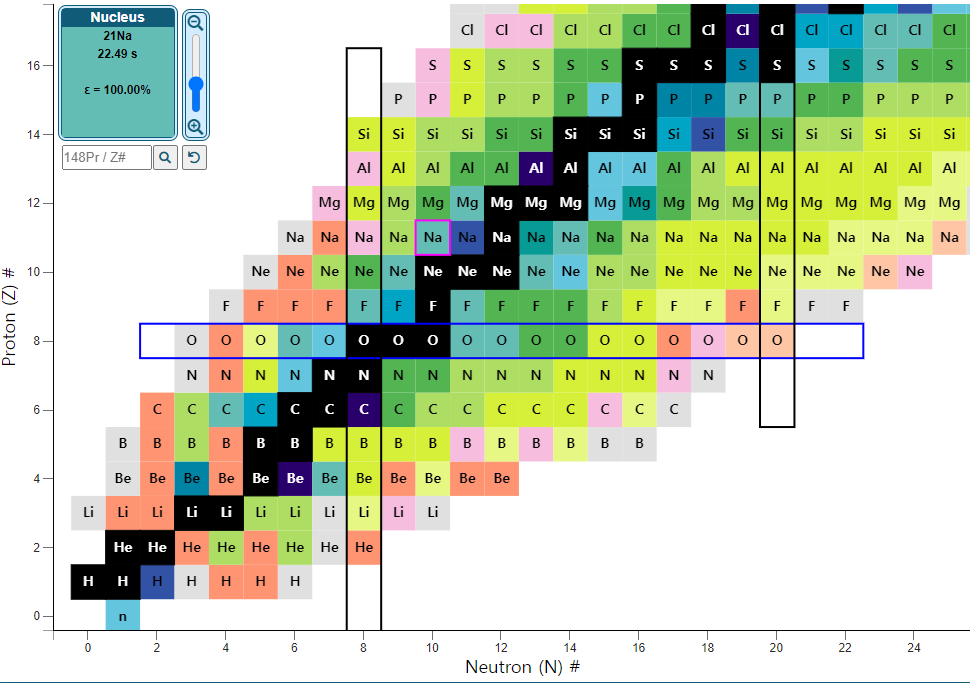 Nucleus
21Na
22.49 s
ε = 100.00%
148Pr / Z#
Proton (Z) #
Cl Cl Cl Cl Cl Cl Cl Cl Cl Cl Cl Cl Cl Cl Cl
16 S S S S S S S S S S S S S S S S
P P P P P P P P P P P P P P P P P
14 Si Si Si Si Si Si Si Si Si Si Si Si Si Si Si Si Si Si
Al Al Al Al Al Al Al Al Al Al Al Al Al Al Al Al Al Al
12 Mg Mg Mg Mg Mg Mg Mg Mg Mg Mg Mg Mg Mg Mg Mg Mg Mg Mg Mg
Na Na Na Na Na Na Na Na Na Na Na Na Na Na Na Na Na Na Na Na
10 Ne Ne Ne Ne Ne Ne Ne Ne Ne Ne Ne Ne Ne Ne Ne Ne Ne Ne Ne Ne
F F F F F F F F F F F F F F F F F F F
8 O O O O O O O O O O O O O O O O O O
N N N N N N N N N N N N N N N N
6 C C C C C C C C C C C C C C C C
B B B B B B B B B B B B B B B B
4 Be Be Be Be Be Be Be Be Be Be Be Be
Li Li Li Li Li Li Li Li Li Li Li
2 He He He He He He He He
H H H H H H H
0 n
0 2 4 6 8 10 12 14 16 18 20 22 24
Neutron (N) #